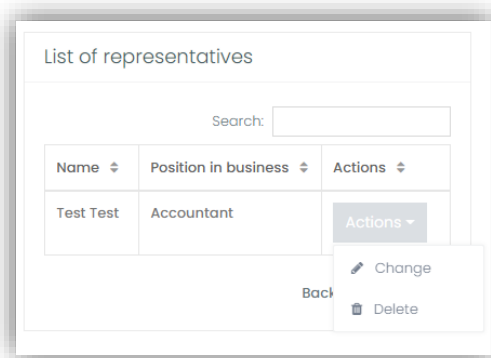 List of representatives
Search:
Name Position in business Actions
Test Test Accountant Actions
Change
Back
Delete